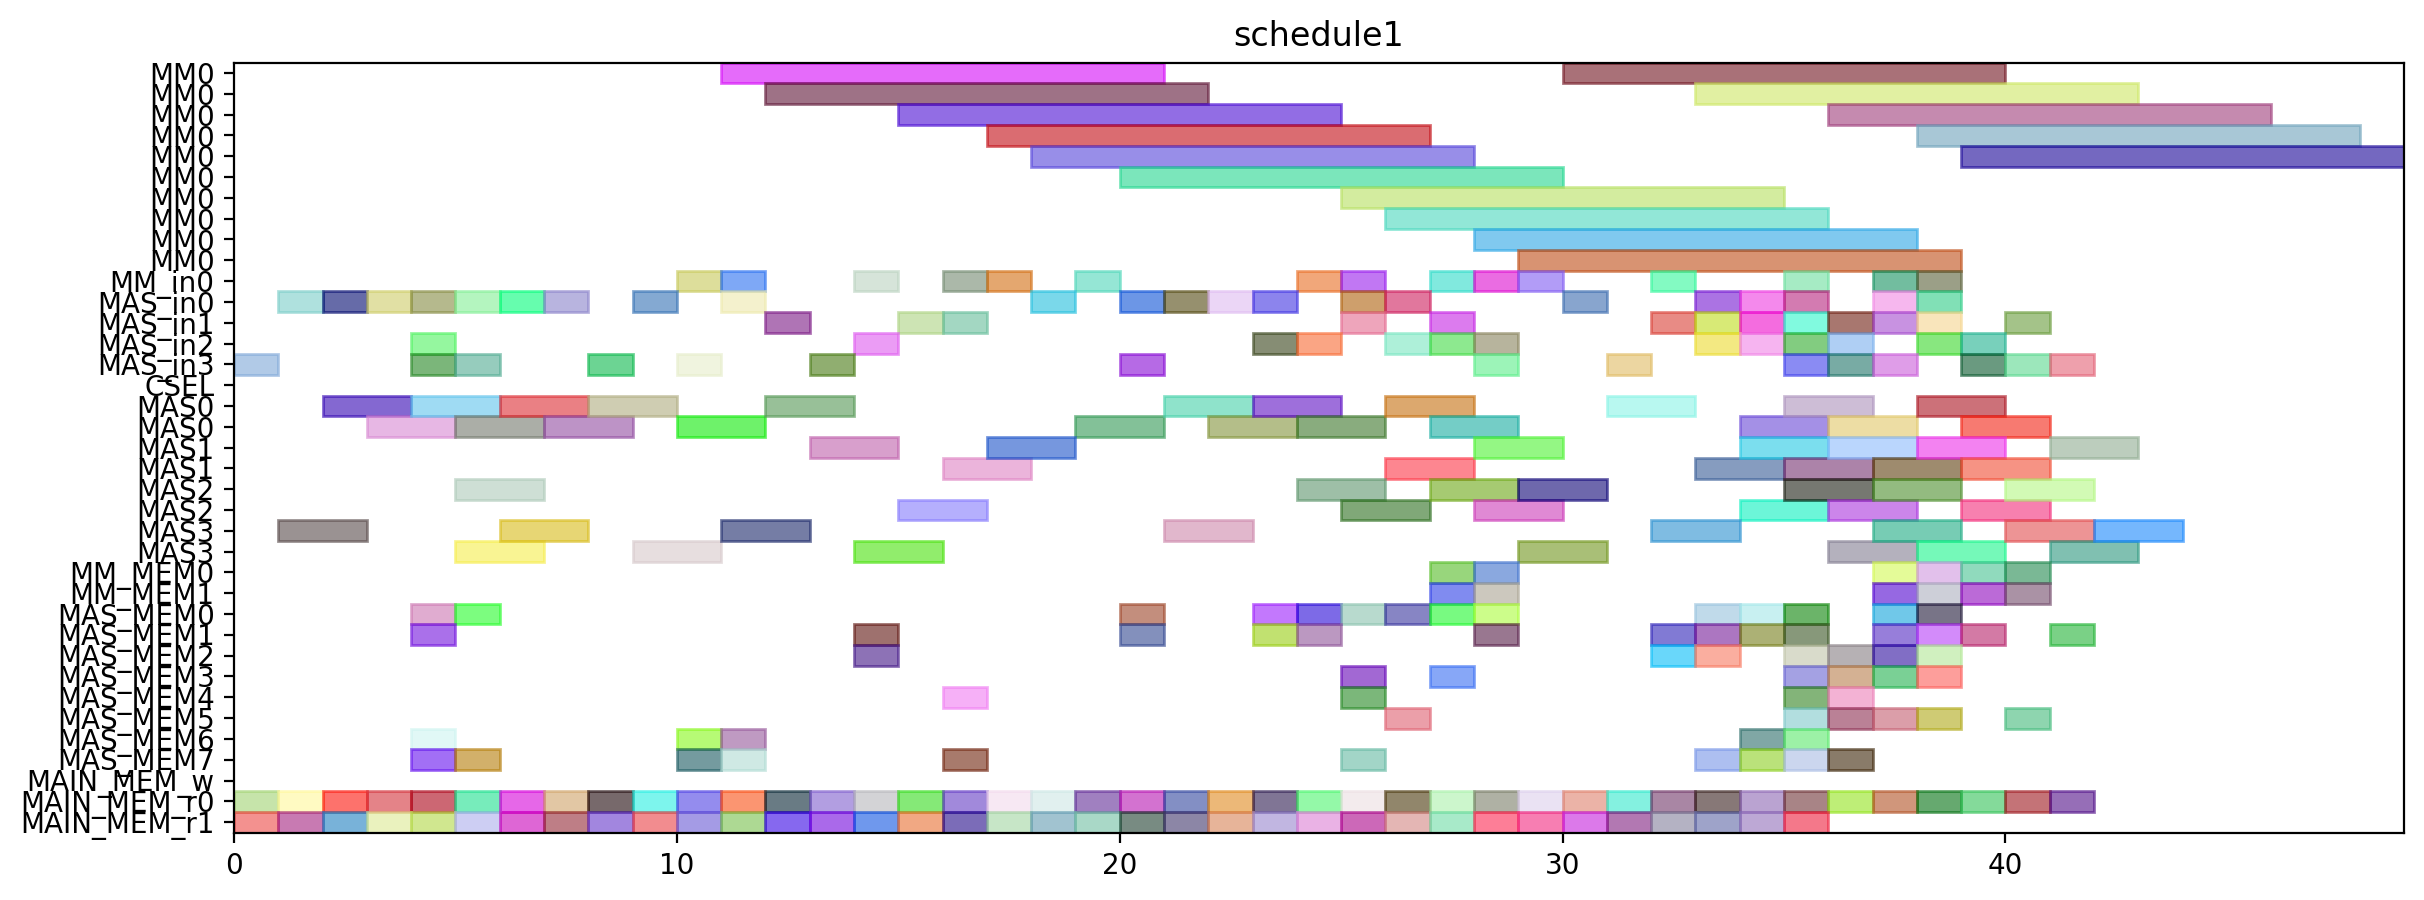 schedule1
MM0
MM0
MM0
MM0
MM0
MM0
MM0
MM0
MM0
MM0
MM_in0
MAS_in0
MAS_in1
MAS_in2
MAS_in3
CSEL
MAS0
MAS0
MAS1
MAS1
MAS2
MAS2
MAS3
MAS3
MM_MEM0
MM_MEM1
MAS_MEM0
MAS_MEM1
MAS_MEM2
MAS_MEM3
MAS_MEM4
MAS_MEM5
MAS_MEM6
MAS_MEM7
MAIN_MEM_w
MAIN_MEM_r0
MAIN_MEM_r1
0 10 20 30 40